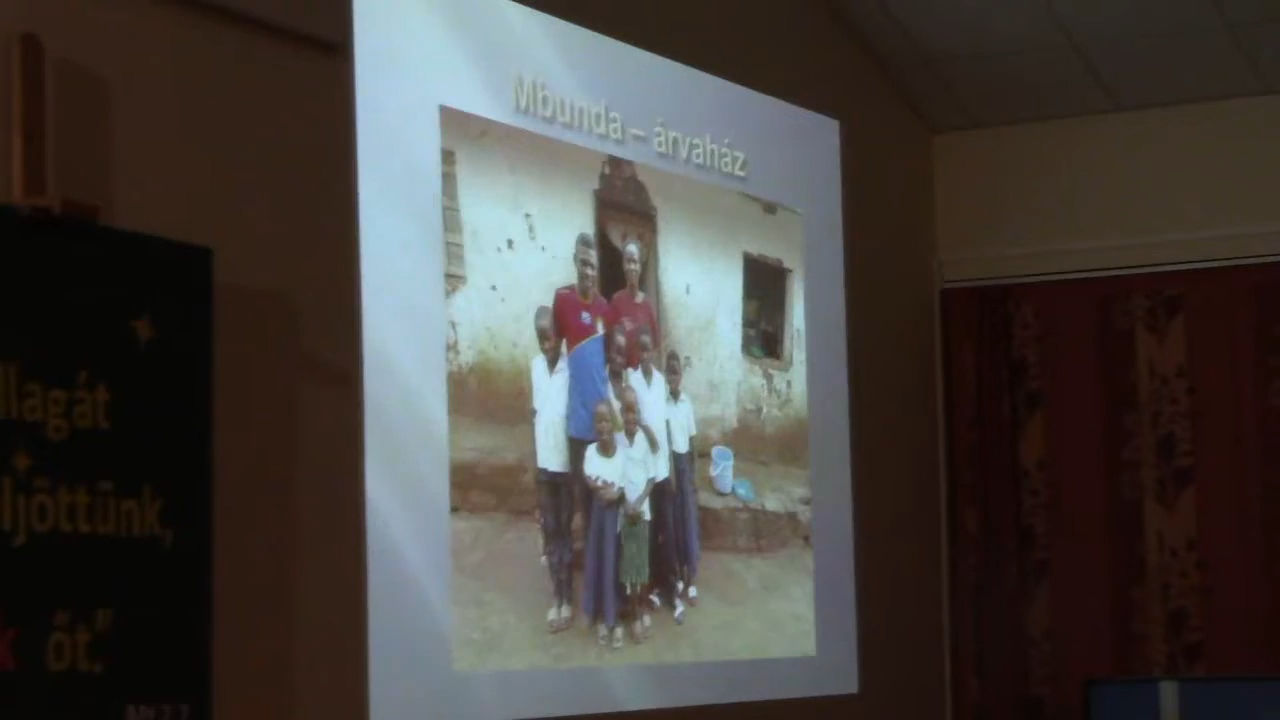 Mbunda – árvaház
llagát
ljöttünk,
őt."